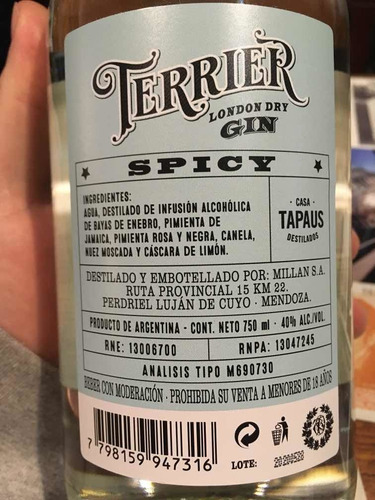 TERRIER
LONDON DRY
GIN
SPICY
INGREDIENTES:
AGUA, DESTILADO DE INFUSIÓN ALCOHÓLICA
DE BAYAS DE ENEBRO, PIMIENTA DE
JAMAICA, PIMIENTA ROSA Y NEGRA, CANELA,
NUEZ MOSCADA Y CÁSCARA DE LIMÓN.
· CASA ·
TAPAUS
DESTILADOS
DESTILADO Y EMBOTELLADO POR: MILLAN S.A.
RUTA PROVINCIAL 15 KM 22.
PERDRIEL LUJÁN DE CUYO · MENDOZA.
PRODUCTO DE ARGENTINA · CONT. NETO 750 ml · 40% ALC./VOL.
RNE: 13006700
RNPA: 13047245
ANALISIS TIPO M690730
BEBER CON MODERACIÓN · PROHIBIDA SU VENTA A MENORES DE 18 AÑOS
7 798159 947316
LOTE: 20200528